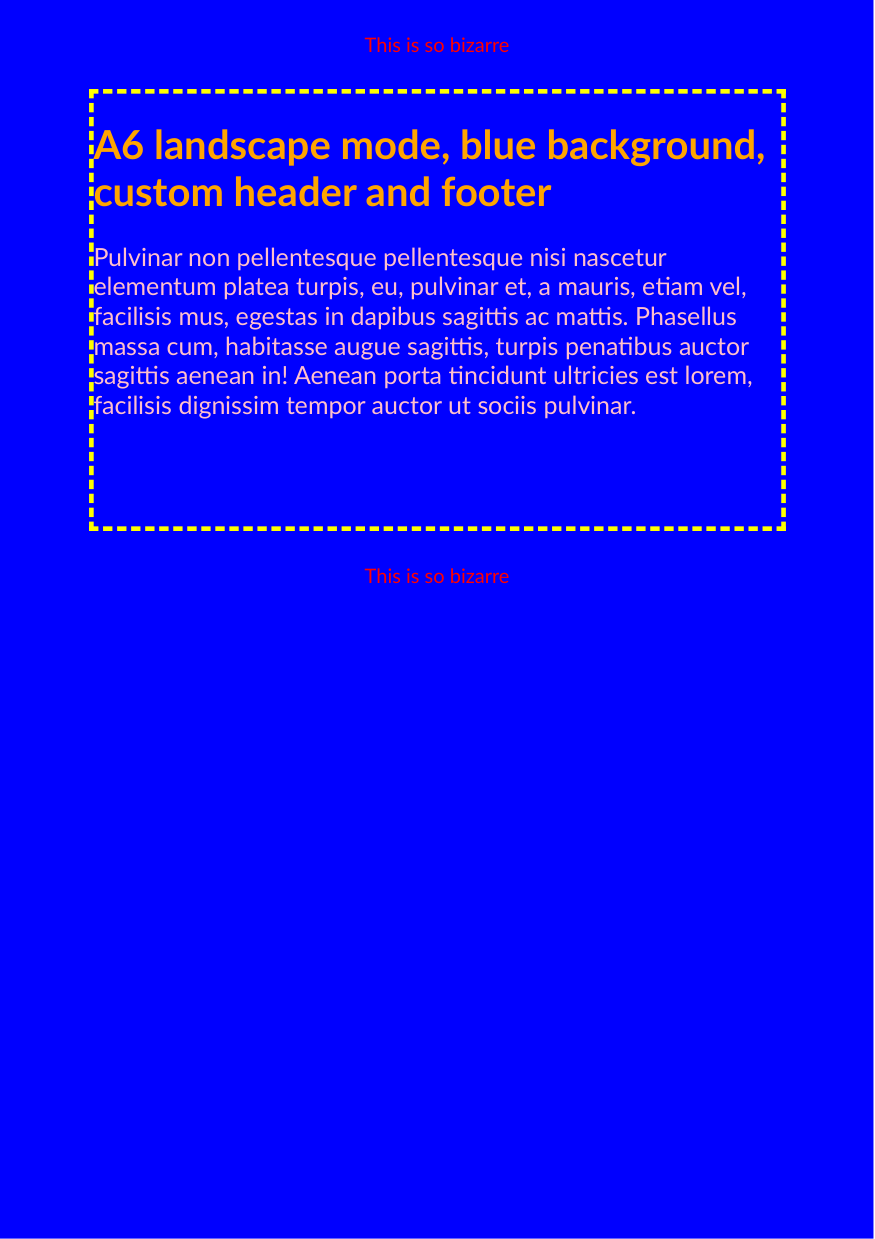 This is so bizarre
A6 landscape mode, blue background,
custom header and footer
Pulvinar non pellentesque pellentesque nisi nascetur
elementum platea turpis, eu, pulvinar et, a mauris, etiam vel,
facilisis mus, egestas in dapibus sagittis ac mattis. Phasellus
massa cum, habitasse augue sagittis, turpis penatibus auctor
sagittis aenean in! Aenean porta tincidunt ultricies est lorem,
facilisis dignissim tempor auctor ut sociis pulvinar.
This is so bizarre